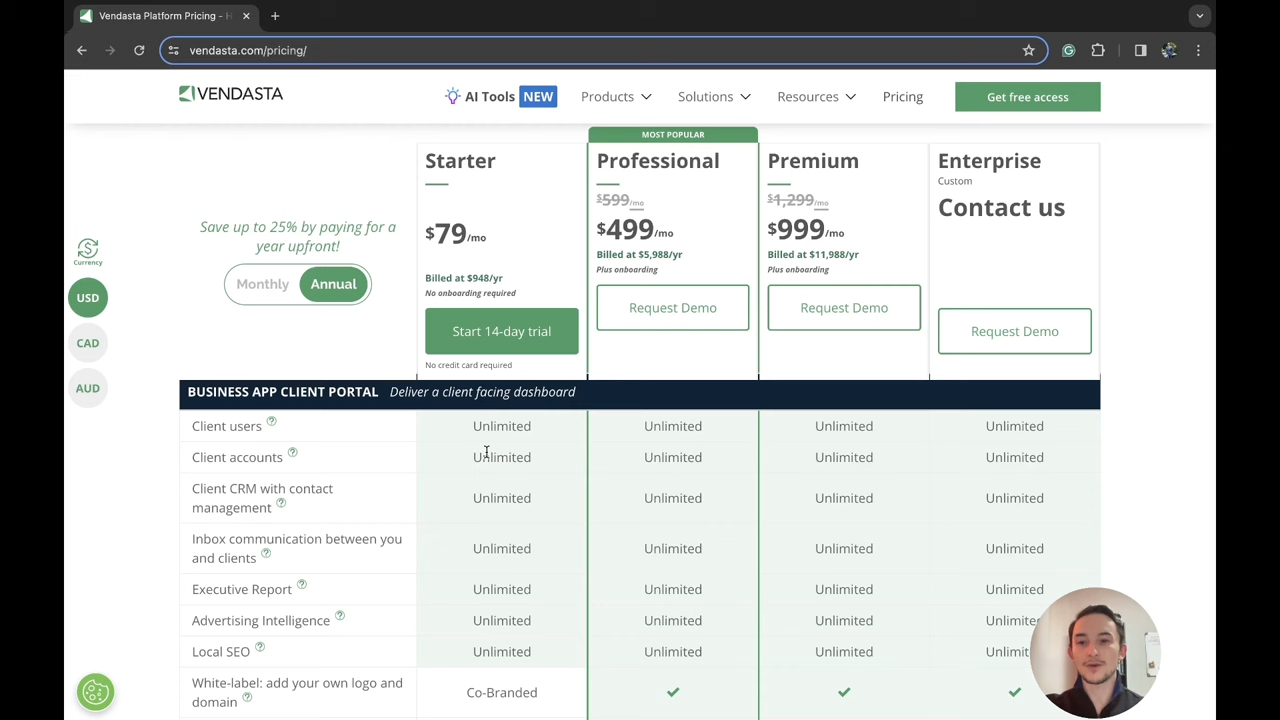 Vendasta Platform Pricing - H
vendasta.com/pricing/
VENDASTA
AI Tools NEW
Products
Solutions
Resources
Pricing
Get free access
MOST POPULAR
Starter
Professional
Premium
Enterprise
Custom
$599/mo
$1,299/mo
Contact us
Save up to 25% by paying for a
year upfront!
$79/mo
$499/mo
$999/mo
Currency
Billed at $948/yr
No onboarding required
Billed at $5,988/yr
Plus onboarding
Billed at $11,988/yr
Plus onboarding
Monthly
Annual
USD
CAD
AUD
Start 14-day trial
No credit card required
Request Demo
Request Demo
Request Demo
BUSINESS APP CLIENT PORTAL Deliver a client facing dashboard
Client users ? Unlimited Unlimited Unlimited Unlimited
Client accounts ? Unlimited Unlimited Unlimited Unlimited
Client CRM with contact
management ? Unlimited Unlimited Unlimited Unlimited
Inbox communication between you
and clients ? Unlimited Unlimited Unlimited Unlimited
Executive Report ? Unlimited Unlimited Unlimited Unlimited
Advertising Intelligence ? Unlimited Unlimited Unlimited
Local SEO ? Unlimited Unlimited Unlimited
White-label: add your own logo and
domain ? Co-Branded